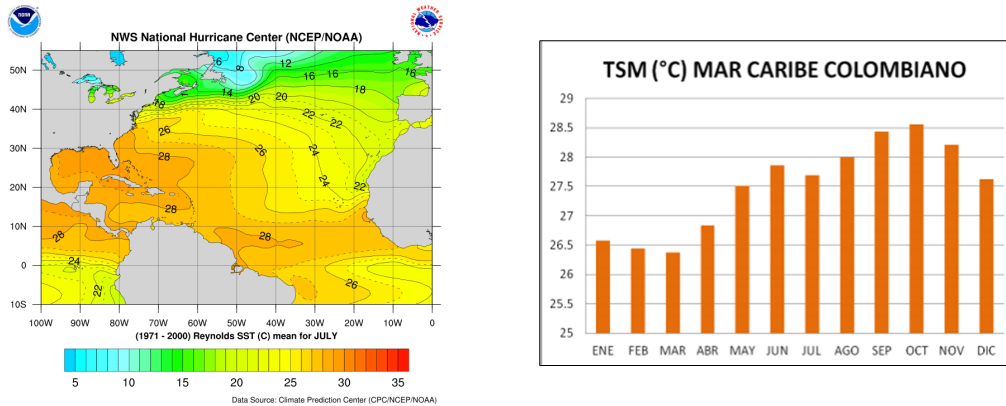 NOAA
NWS National Hurricane Center (NCEP/NOAA)
50N
40N
30N
20N
10N
0
10S
6
8
12
14
16
16
16
18
18
20
20
22
22
24
24
22
26
26
28
28
28
28
24
22
26
100W 90W 80W 70W 60W 50W 40W 30W 20W 10W 0
(1971 - 2000) Reynolds SST (C) mean for JULY
5 10 15 20 25 30 35
Data Source: Climate Prediction Center (CPC/NCEP/NOAA)
TSM (°C) MAR CARIBE COLOMBIANO
29
28.5
28
27.5
27
26.5
26
25.5
25
ENE FEB MAR ABR MAY JUN JUL AGO SEP OCT NOV DIC